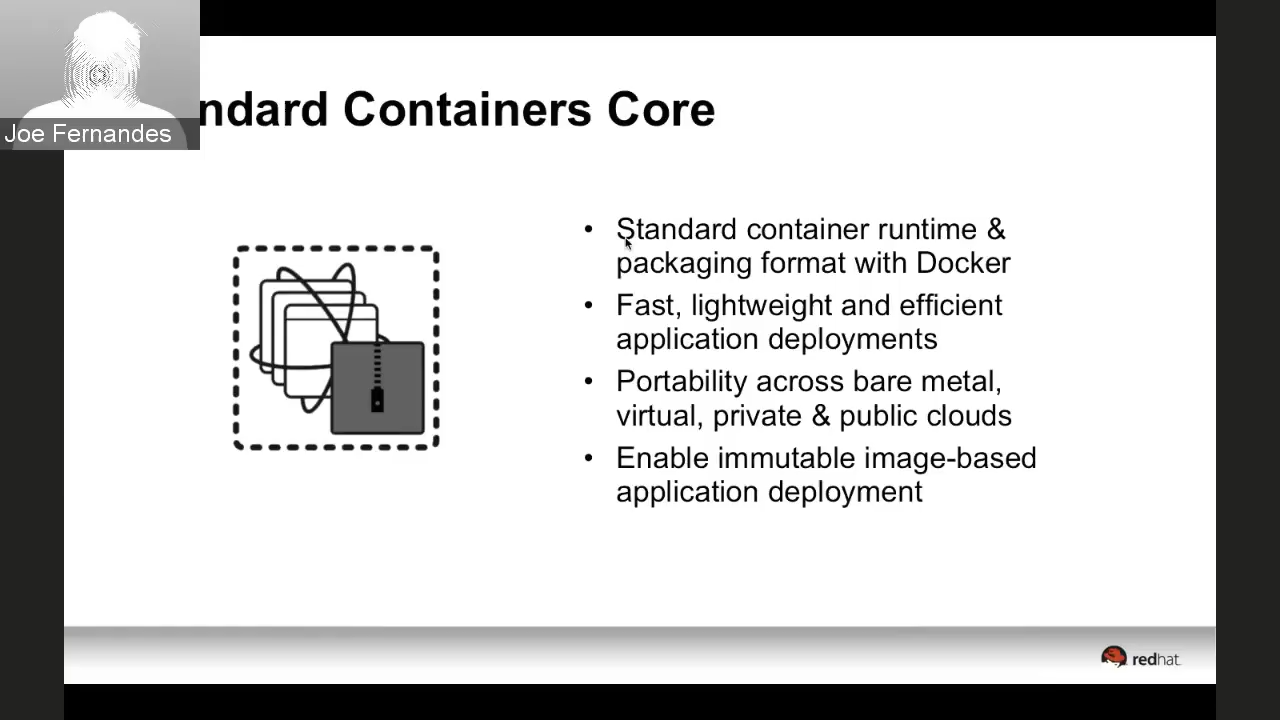 ndard Containers Core
Joe Fernandes
• Standard container runtime &
packaging format with Docker
• Fast, lightweight and efficient
application deployments
• Portability across bare metal,
virtual, private & public clouds
• Enable immutable image-based
application deployment
redhat.